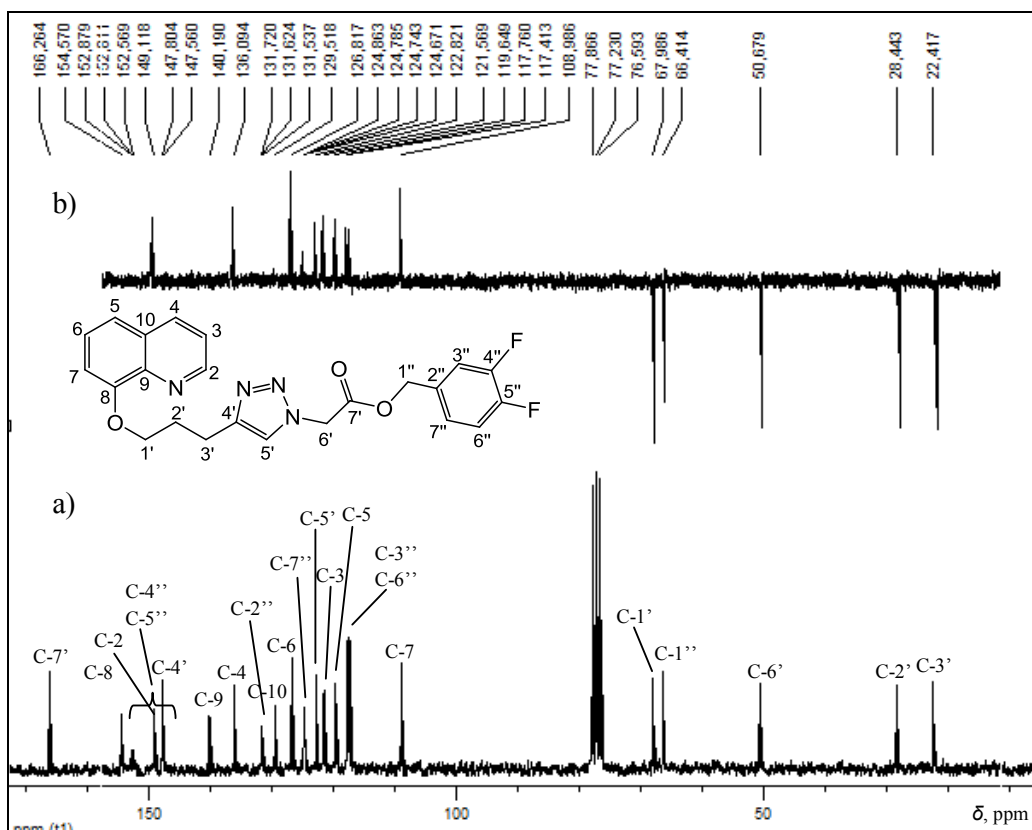 166,264 154,570 152,879 152,611 152,569 149,118 147,804 147,560 140,190 136,094 131,720 131,624 131,537 129,518 126,817 124,863 124,785 124,743 124,671 122,821 121,569 119,649 117,760 117,413 108,986 77,866 77,230 76,593 67,986 66,414 50,679 28,443 22,417
b)
5 4
10
6 3
7 9 N 2
8
O
1'
2'
3'
4'
N N N
5'
6'
O
7'
O
1''
2''
3''
4'' F
5'' F
6''
7''
a)
C-5' C-5
C-7'' C-3
C-3''
C-6''
C-4''
C-5''
C-2''
C-2
C-7' C-8 C-4' C-9 C-4 C-10 C-6 C-7 C-1' C-1'' C-6' C-2' C-3'
150 100 50
ppm (t1) δ, ppm